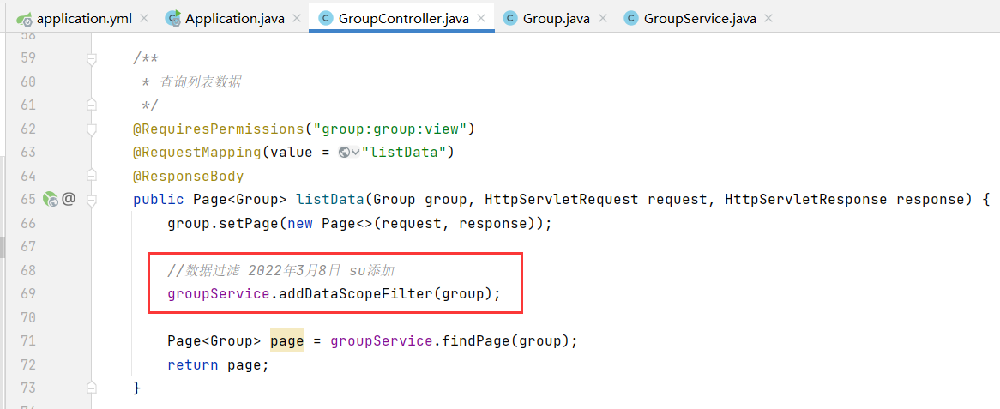 application.yml Application.java GroupController.java Group.java GroupService.java
58
59 /**
60 * 查询列表数据
61 */
62 @RequiresPermissions("group:group:view")
63 @RequestMapping(value = "listData")
64 @ResponseBody
65 public Page<Group> listData(Group group, HttpServletRequest request, HttpServletResponse response) {
66 group.setPage(new Page<>(request, response));
67
68 //数据过滤 2022年3月8日 su添加
69 groupService.addDataScopeFilter(group);
70
71 Page<Group> page = groupService.findPage(group);
72 return page;
73 }